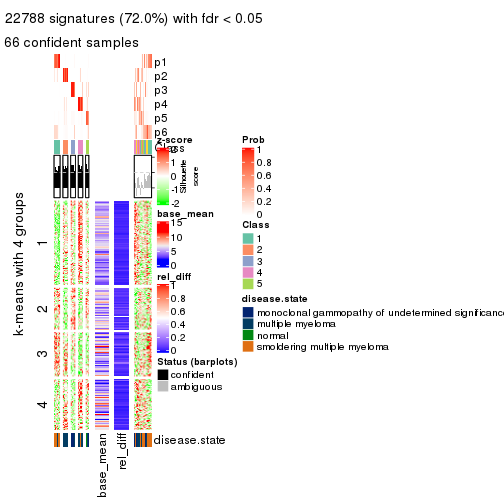 22788 signatures (72.0%) with fdr < 0.05
66 confident samples
p1
p2
p3
p4
p5
p6
Class
Silhouette score
k-means with 4 groups
1
2
3
4
base_mean
rel_diff
disease.state
z-score
2
1
0
-1
-2
base_mean
15
10
5
0
rel_diff
1
0.8
0.6
0.4
0.2
0
Status (barplots)
confident
ambiguous
Prob
1
0.8
0.6
0.4
0.2
0
Class
1
2
3
4
5
disease.state
monoclonal gammopathy of undetermined significance
multiple myeloma
normal
smoldering multiple myeloma